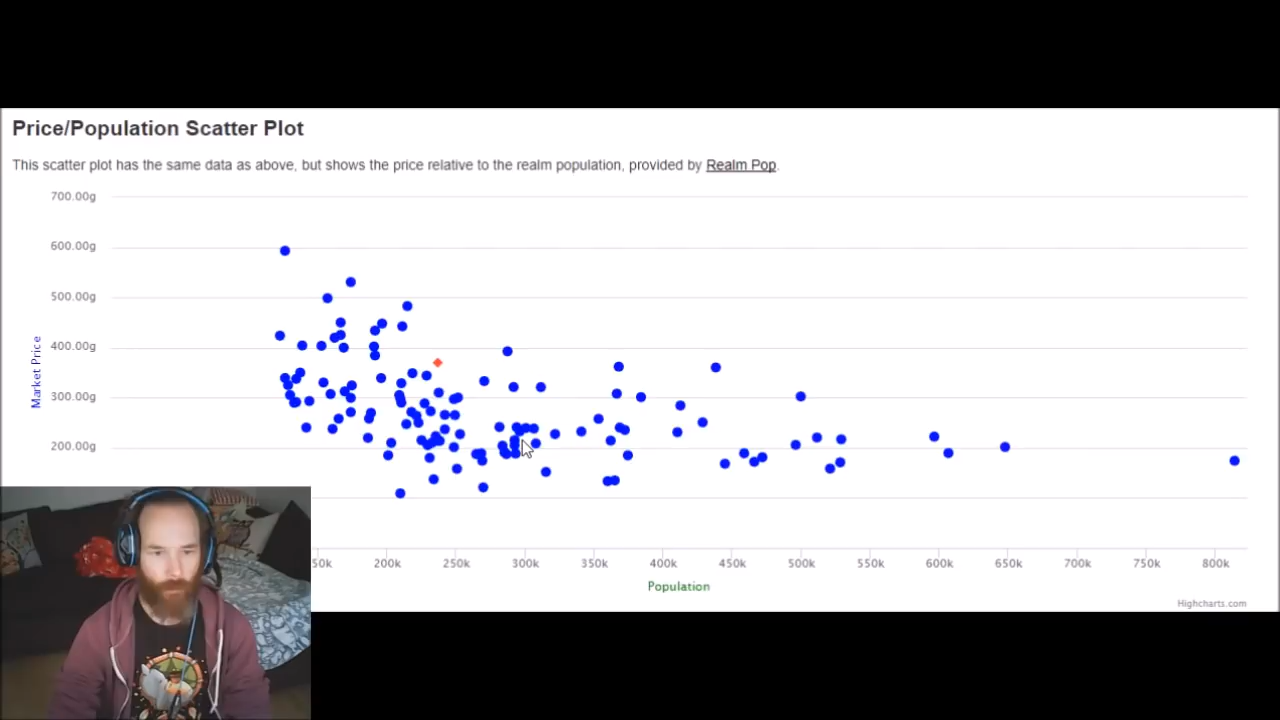 Price/Population Scatter Plot
This scatter plot has the same data as above, but shows the price relative to the realm population, provided by Realm Pop.
700.00g
600.00g
500.00g
400.00g
300.00g
200.00g
Market Price
50k 200k 250k 300k 350k 400k 450k 500k 550k 600k 650k 700k 750k 800k
Population
Highcharts.com